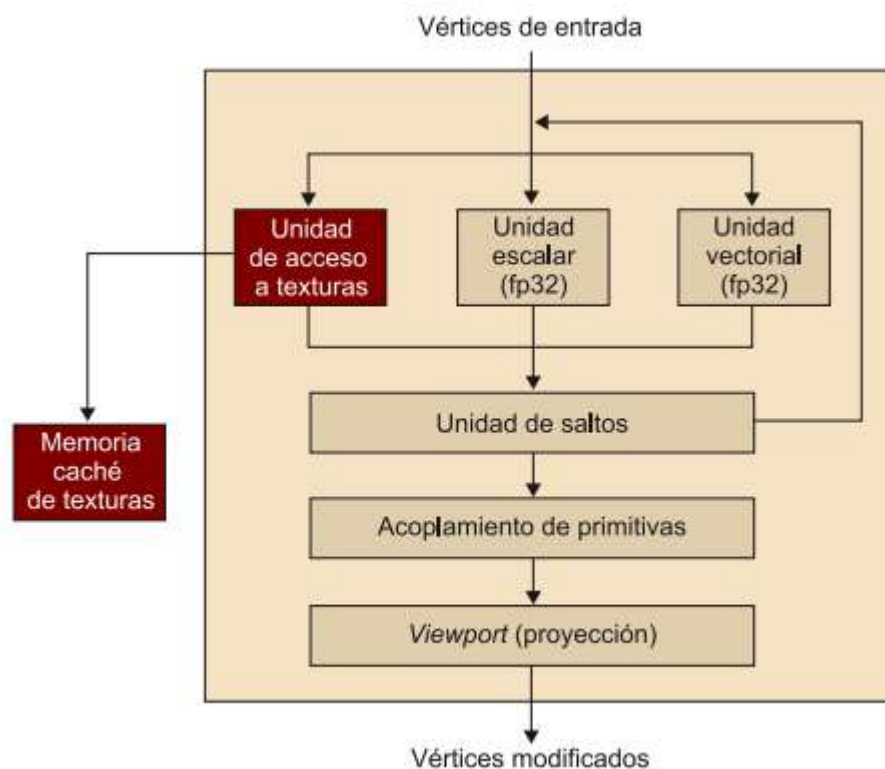 Vértices de entrada
Unidad
de acceso
a texturas
Unidad
escalar
(fp32)
Unidad
vectorial
(fp32)
Unidad de saltos
Memoria
caché
de texturas
Acoplamiento de primitivas
Viewport (proyección)
Vértices modificados